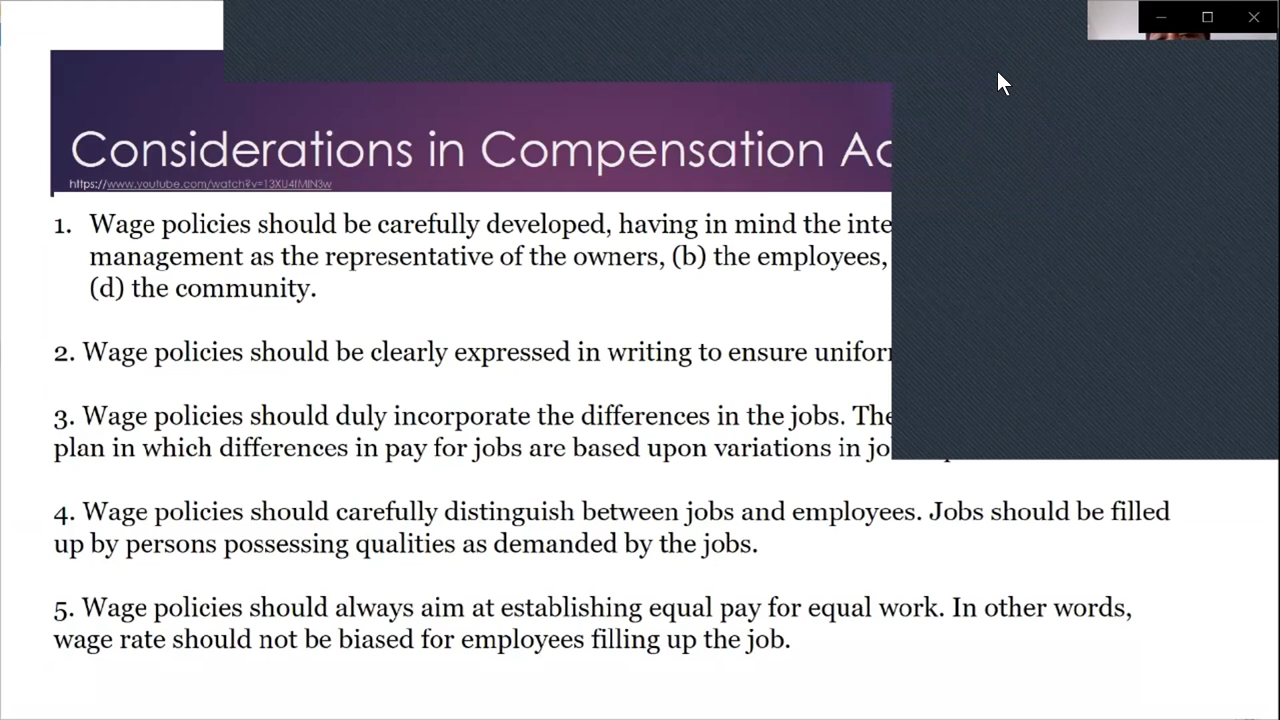 Considerations in Compensation Ac
https://www.youtube.com/watch?v=
1. Wage policies should be carefully developed, having in mind the inte
management as the representative of the owners, (b) the employees,
(d) the community.
2. Wage policies should be clearly expressed in writing to ensure unifor
3. Wage policies should duly incorporate the differences in the jobs. The
plan in which differences in pay for jobs are based upon variations in jo
4. Wage policies should carefully distinguish between jobs and employees. Jobs should be filled
up by persons possessing qualities as demanded by the jobs.
5. Wage policies should always aim at establishing equal pay for equal work. In other words,
wage rate should not be biased for employees filling up the job.